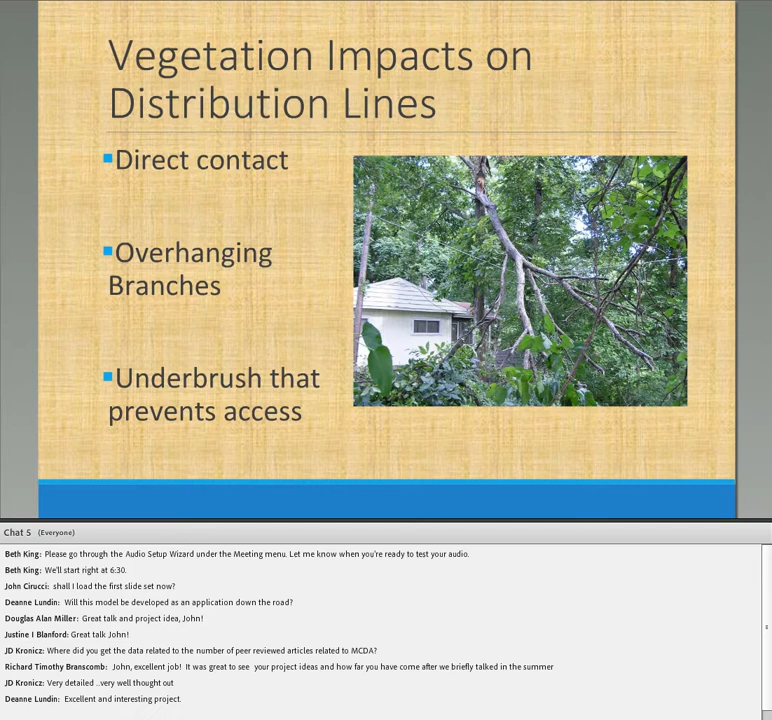 Vegetation Impacts on
Distribution Lines
Direct contact
Overhanging
Branches
Underbrush that
prevents access
Chat 5 (Everyone)
Beth King: Please go through the Audio Setup Wizard under the Meeting menu. Let me know when you're ready to test your audio.
Beth King: We'll start right at 6:30.
John Cirucci: shall I load the first slide set now?
Deanne Lundin: Will this model be developed as an application down the road?
Douglas Alan Miller: Great talk and project idea, John!
Justine I Blanford: Great talk John!
JD Kronicz: Where did you get the data related to the number of peer reviewed articles related to MCDA?
Richard Timothy Branscomb: John, excellent job! It was great to see your project ideas and how far you have come after we briefly talked in the summer
JD Kronicz: Very detailed ..very well thought out
Deanne Lundin: Excellent and interesting project.